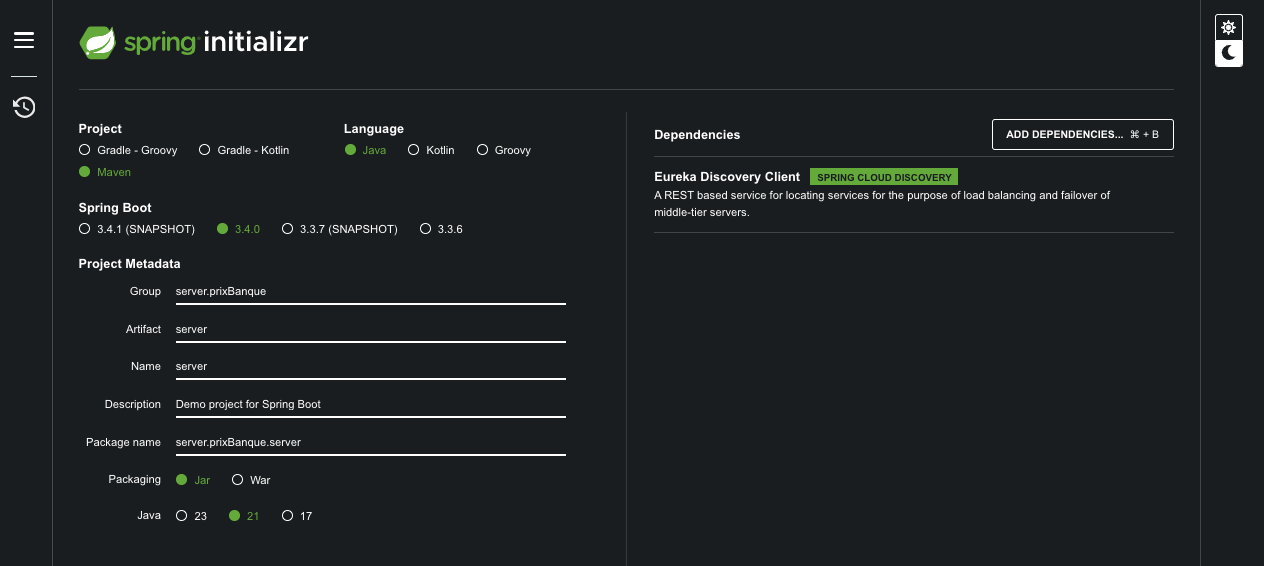 spring initializr
Project
Gradle - Groovy Gradle - Kotlin
Maven
Language
Java Kotlin Groovy
Spring Boot
3.4.1 (SNAPSHOT) 3.4.0 3.3.7 (SNAPSHOT) 3.3.6
Project Metadata
Group server.prixBanque
Artifact server
Name server
Description Demo project for Spring Boot
Package name server.prixBanque.server
Packaging Jar War
Java 23 21 17
Dependencies ADD DEPENDENCIES... ⌘ + B
Eureka Discovery Client SPRING CLOUD DISCOVERY
A REST based service for locating services for the purpose of load balancing and failover of
middle-tier servers.